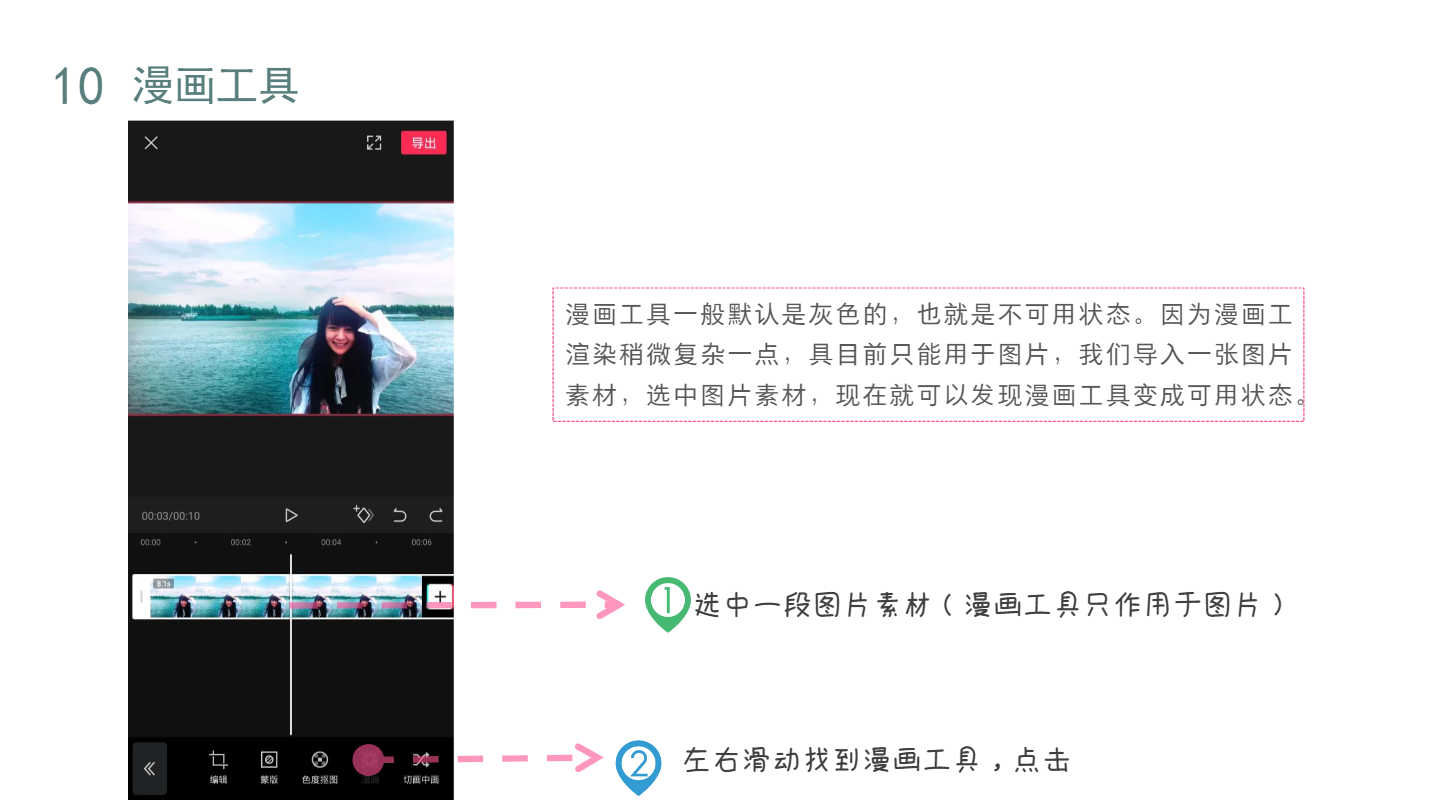 10 漫画工具
导出
漫画工具一般默认是灰色的，也就是不可用状态。因为漫画工
渲染稍微复杂一点，具目前只能用于图片，我们导入一张图片
素材，选中图片素材，现在就可以发现漫画工具变成可用状态。
00:03/00:10
00:00 00:02 00:04 00:06
8.1s
1 选中一段图片素材（漫画工具只作用于图片）
2 左右滑动找到漫画工具，点击
编辑 蒙版 色度抠图 漫画 切画中画